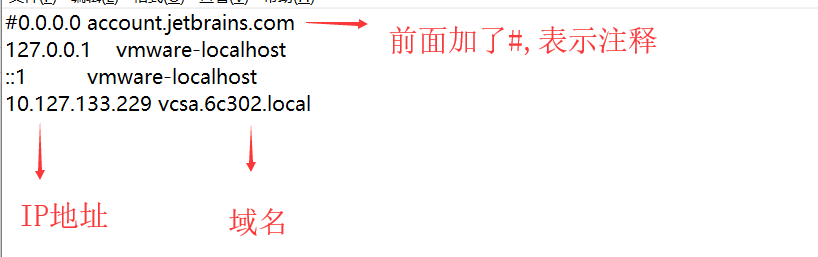 #0.0.0.0 account.jetbrains.com
前面加了#,表示注释
127.0.0.1 vmware-localhost
::1 vmware-localhost
10.127.133.229 vcsa.6c302.local
IP地址
域名